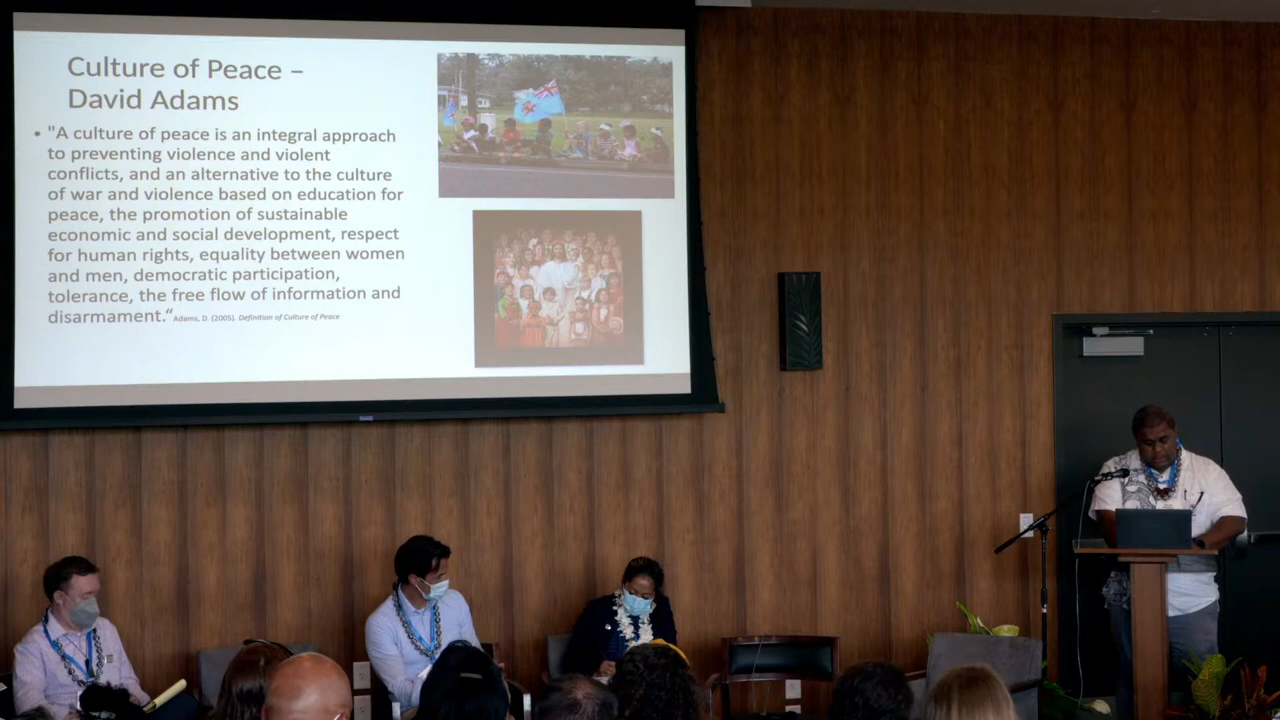 Culture of Peace –
David Adams
• "A culture of peace is an integral approach
to preventing violence and violent
conflicts, and an alternative to the culture
of war and violence based on education for
peace, the promotion of sustainable
economic and social development, respect
for human rights, equality between women
and men, democratic participation,
tolerance, the free flow of information and
disarmament." Adams, D. (2005). Definition of Culture of Peace